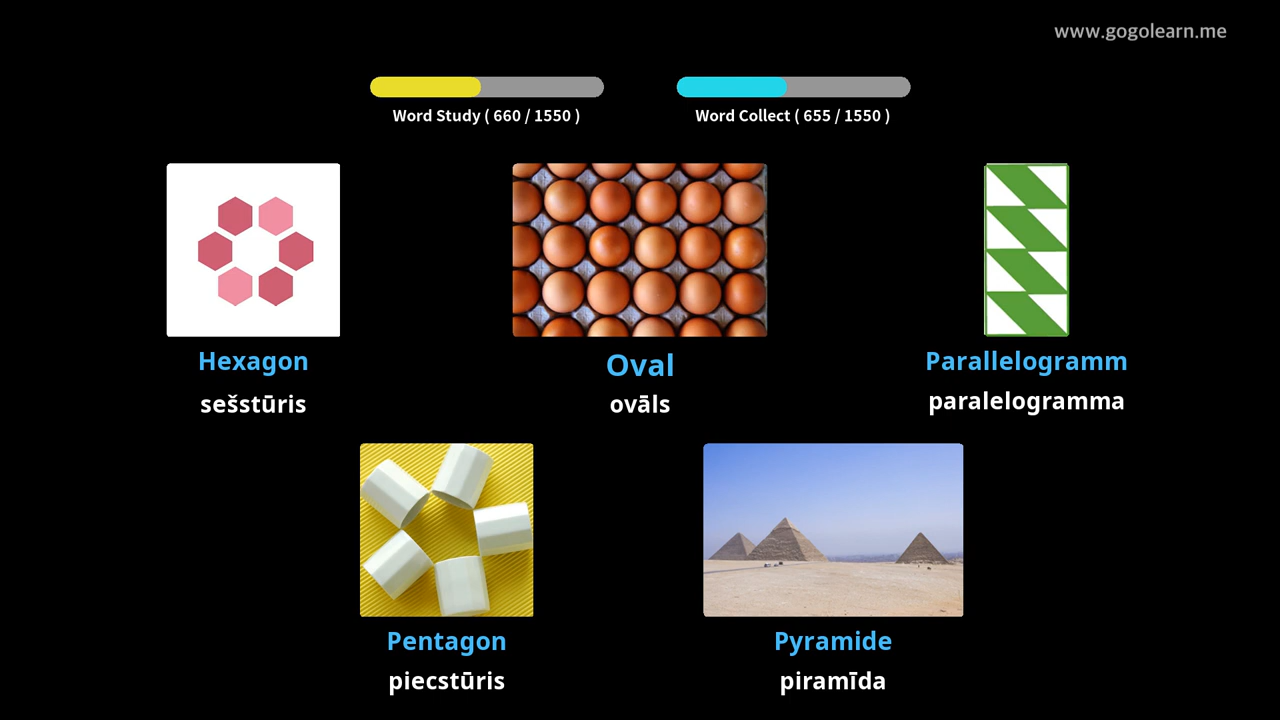 www.gogolearn.me
Word Study ( 660 / 1550 )
Word Collect ( 655 / 1550 )
Hexagon
sešstūris
Oval
ovāls
Parallelogramm
paralelogramma
Pentagon
piecstūris
Pyramide
piramīda